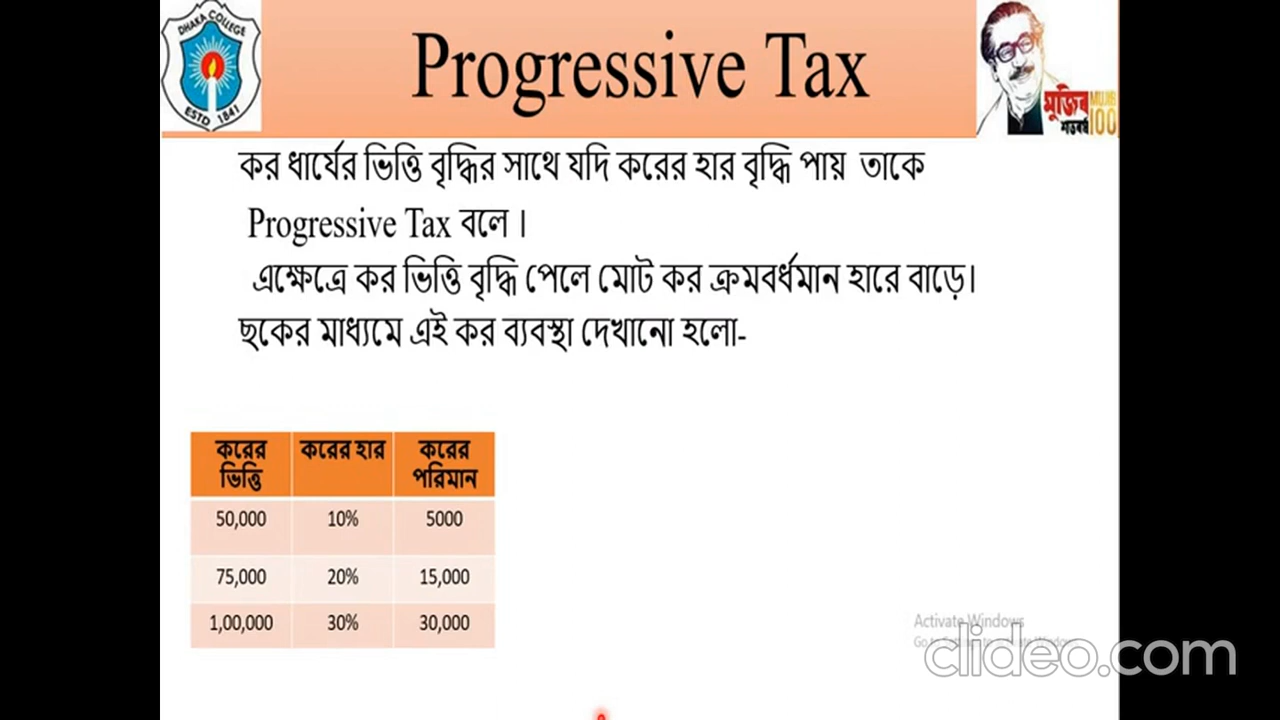 DHAKA COLLEGE
ESTD 1841
Progressive Tax
মুজিব
শতবর্ষ
MUJIB
100
কর ধার্যের ভিত্তি বৃদ্ধির সাথে যদি করের হার বৃদ্ধি পায় তাকে
Progressive Tax বলে ।
এক্ষেত্রে কর ভিত্তি বৃদ্ধি পেলে মোট কর ক্রমবর্ধমান হারে বাড়ে।
ছকের মাধ্যমে এই কর ব্যবস্থা দেখানো হলো-
করের ভিত্তি করের হার করের পরিমান
50,000 10% 5000
75,000 20% 15,000
1,00,000 30% 30,000
Activate Windows
clideo.com